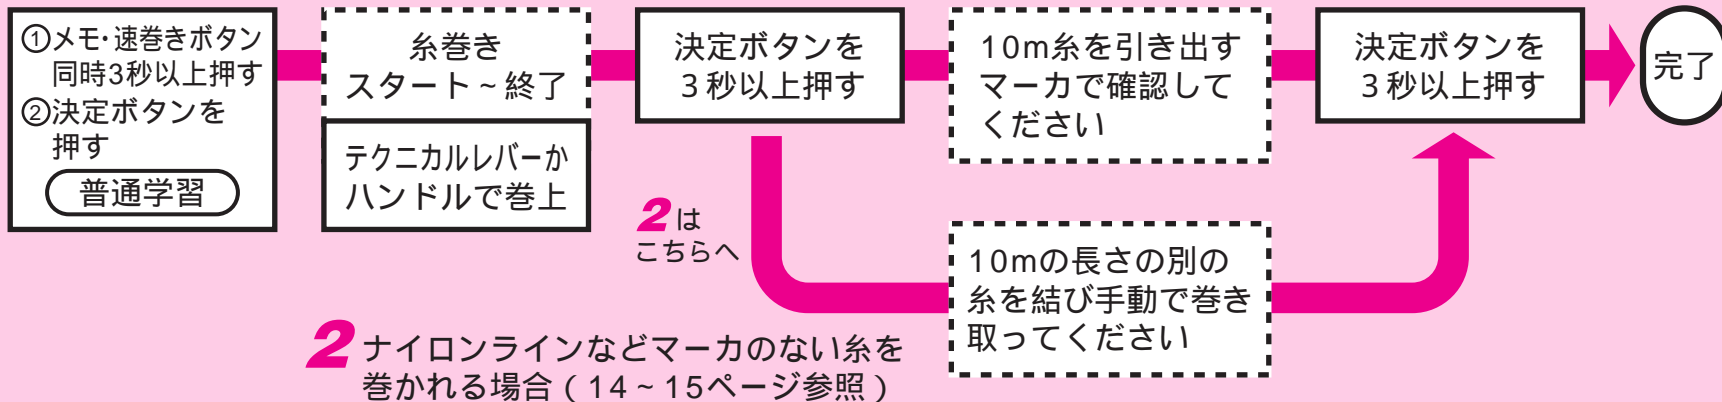 ①メモ・速巻きボタン
同時3秒以上押す
②決定ボタンを
押す
普通学習
糸巻き
スタート~終了
テクニカルレバーか
ハンドルで巻上
決定ボタンを
3秒以上押す
10m糸を引き出す
マーカで確認して
ください
決定ボタンを
3秒以上押す
完了
2は
こちらへ
10mの長さの別の
糸を結び手動で巻き
取ってください
2 ナイロンラインなどマーカのない糸を
巻かれる場合(14~15ページ参照)